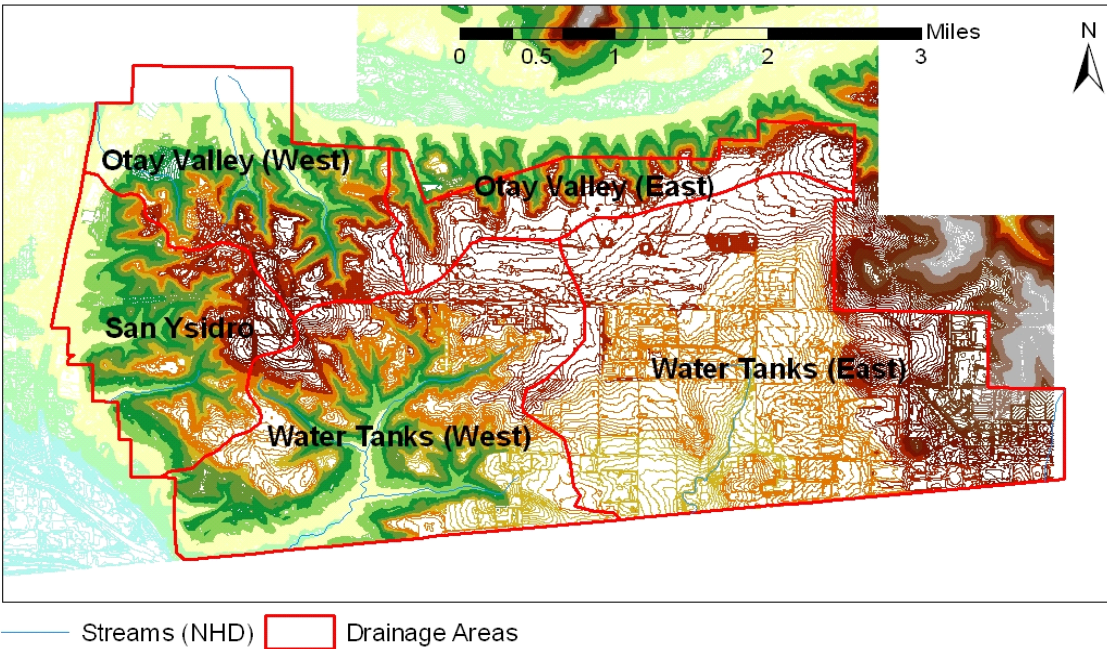 Miles
N
0 0.5 1 2 3
Otay Valley (West)
Otay Valley (East)
San Ysidro
Water Tanks (East)
Water Tanks (West)
Streams (NHD) Drainage Areas